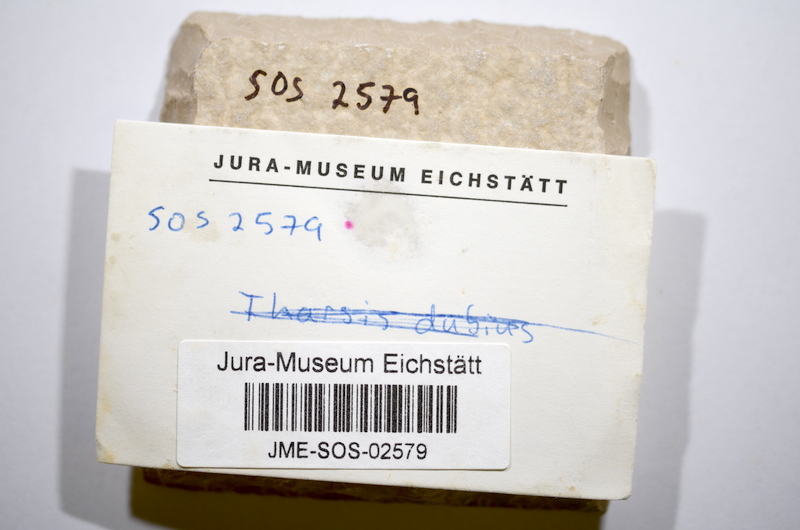 SOS 2579
JURA-MUSEUM EICHSTÄTT
SOS 2579
Tharsis dubius
Jura-Museum Eichstätt
JME-SOS-02579